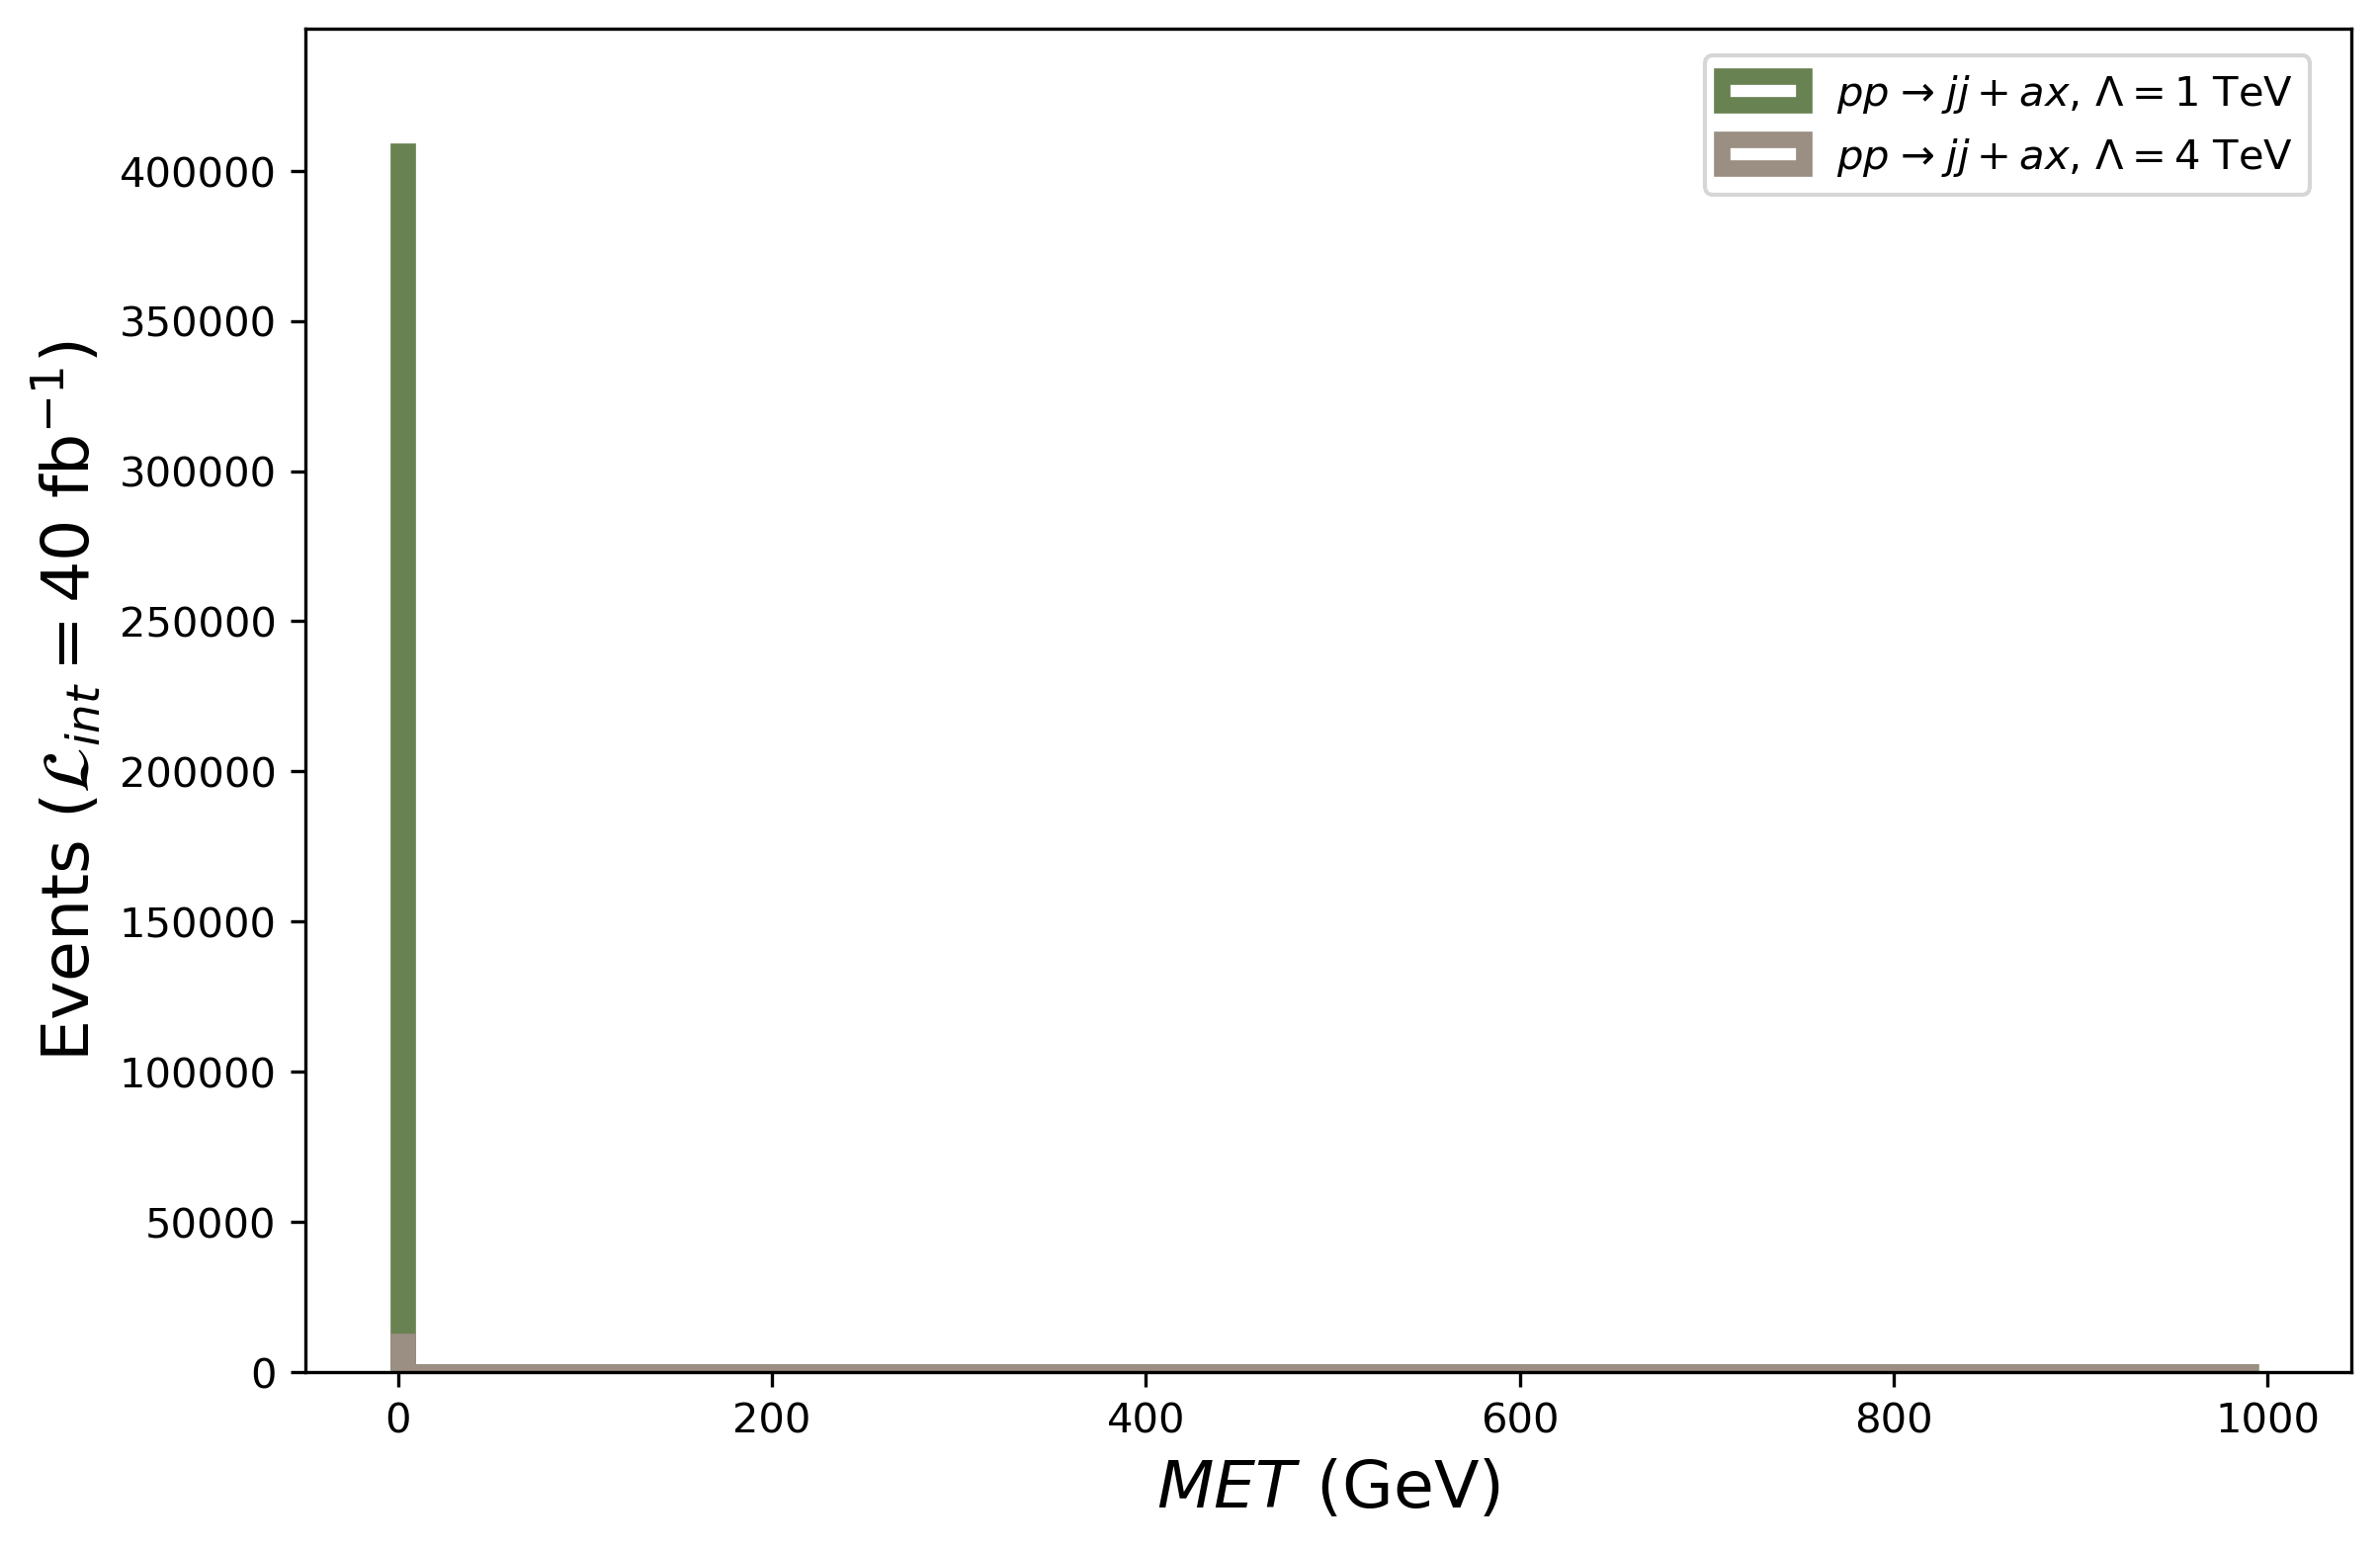 pp → jj + ax, Λ = 1 TeV
pp → jj + ax, Λ = 4 TeV
Events (ℒ_int = 40 fb⁻¹)
400000
350000
300000
250000
200000
150000
100000
50000
0
0 200 400 600 800 1000
MET (GeV)